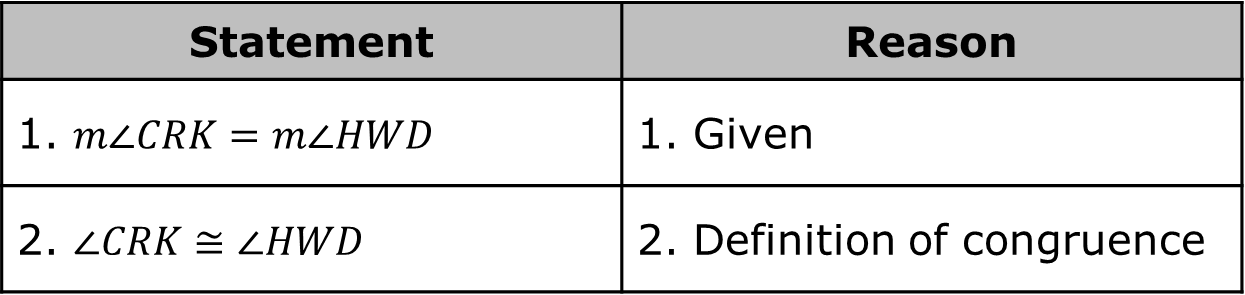 Statement Reason
1. m∠CRK = m∠HWD 1. Given
2. ∠CRK ≅ ∠HWD 2. Definition of congruence